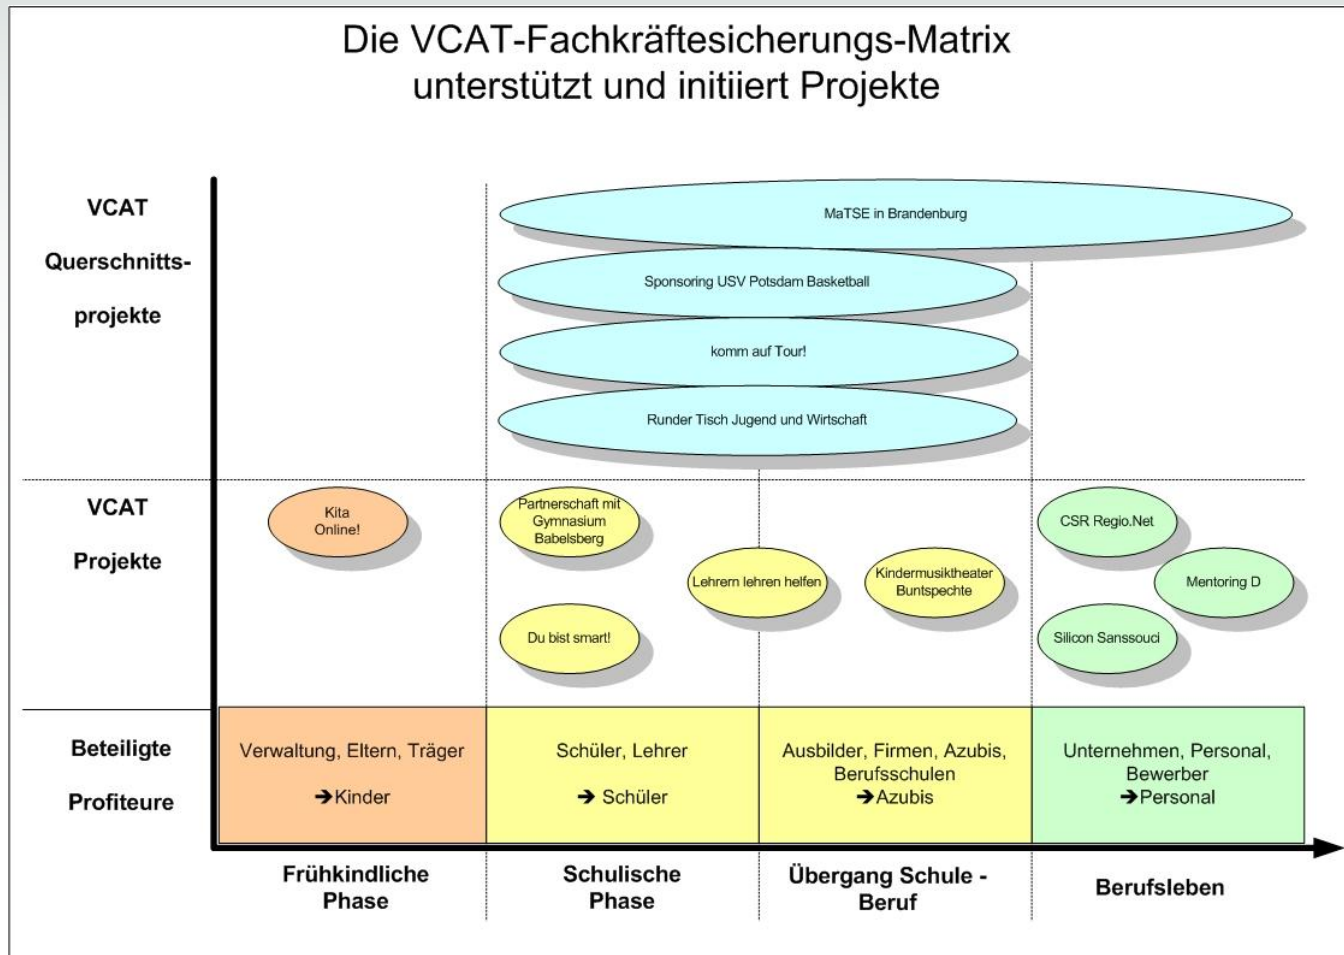 Die VCAT-Fachkräftesicherungs-Matrix
unterstützt und initiiert Projekte
VCAT
Querschnitts-
projekte
MaTSE in Brandenburg
Sponsoring USV Potsdam Basketball
komm auf Tour!
Runder Tisch Jugend und Wirtschaft
VCAT
Projekte
Kita
Online!
Partnerschaft mit
Gymnasium
Babelsberg
Du bist smart!
Lehrern lehren helfen
Kindermusiktheater
Buntspechte
CSR Regio.Net
Mentoring D
Silicon Sanssouci
Beteiligte
Profiteure
Verwaltung, Eltern, Träger
➔Kinder
Schüler, Lehrer
➔ Schüler
Ausbilder, Firmen, Azubis,
Berufsschulen
➔Azubis
Unternehmen, Personal,
Bewerber
➔Personal
Frühkindliche
Phase
Schulische
Phase
Übergang Schule -
Beruf
Berufsleben